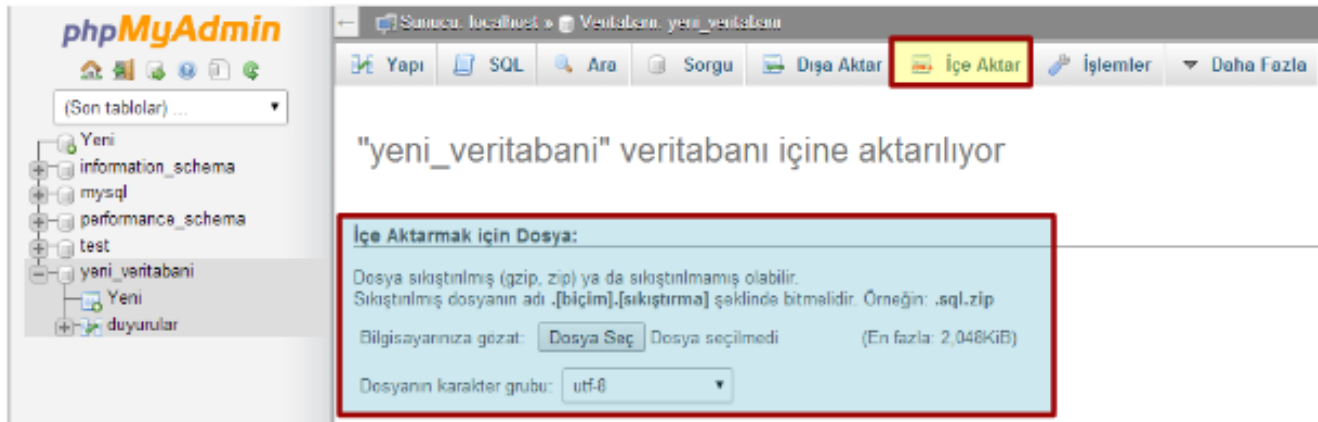 phpMyAdmin
(Son tablolar) ...
Yeni
information_schema
mysql
performance_schema
test
yeni_veritabani
Yeni
duyurular
Sunucu: localhost » Veritabanı: yeni_veritabani
Yapı SQL Ara Sorgu Dışa Aktar İçe Aktar İşlemler Daha Fazla
"yeni_veritabani" veritabanı içine aktarılıyor
İçe Aktarmak için Dosya:
Dosya sıkıştırılmış (gzip, zip) ya da sıkıştırılmamış olabilir.
Sıkıştırılmış dosyanın adı .[biçim].[sıkıştırma] şeklinde bitmelidir. Örneğin: .sql.zip
Bilgisayarınıza gözat: Dosya Seç Dosya seçilmedi (En fazla: 2,048KiB)
Dosyanın karakter grubu: utf-8